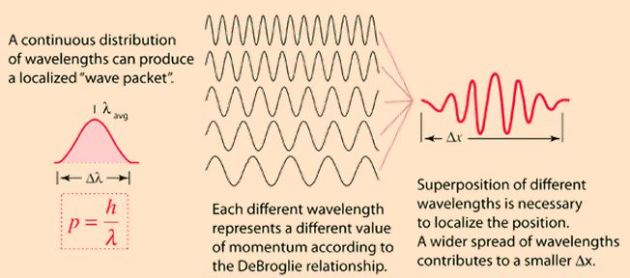 A continuous distribution
of wavelengths can produce
a localized "wave packet".
λ avg
Δλ
p = h / λ
Each different wavelength
represents a different value
of momentum according to
the DeBroglie relationship.
Δx
Superposition of different
wavelengths is necessary
to localize the position.
A wider spread of wavelengths
contributes to a smaller Δx.